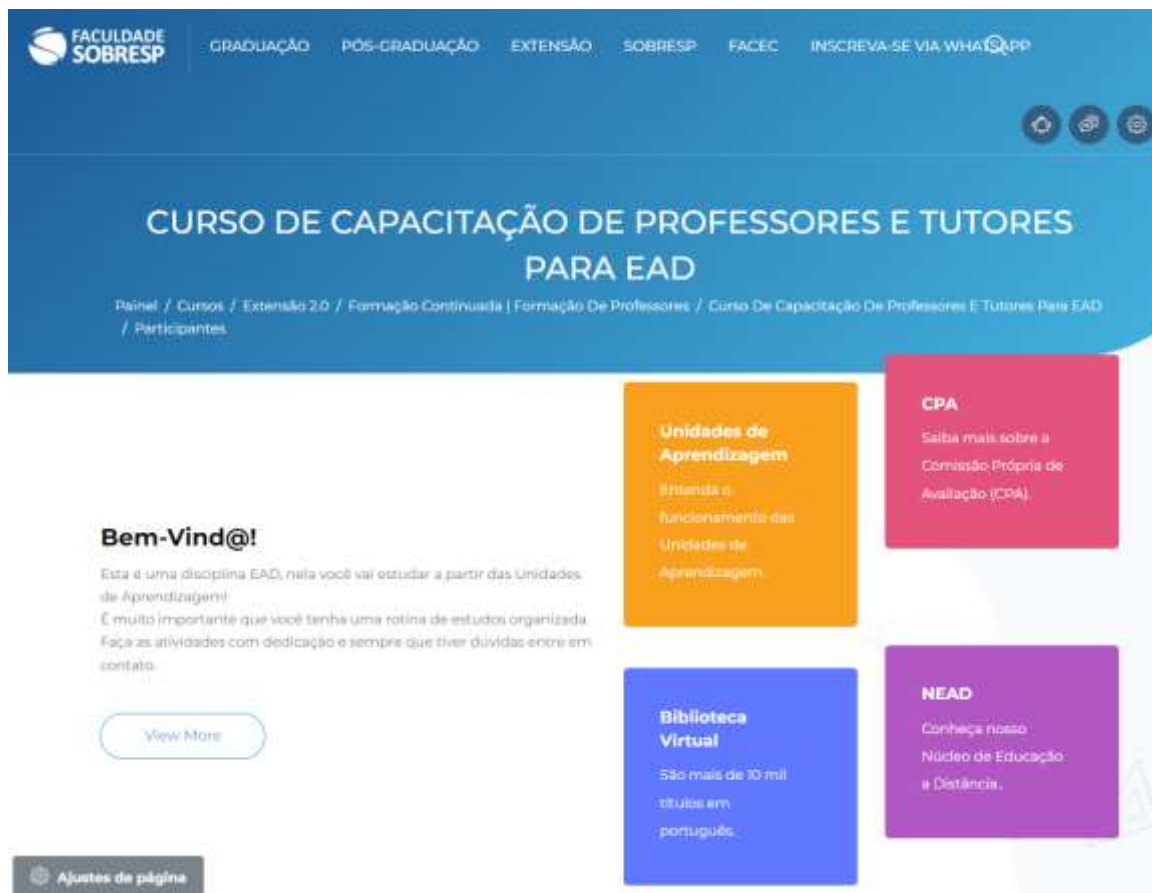 FACULDADE
SOBRESP
GRADUAÇÃO PÓS-GRADUAÇÃO EXTENSÃO SOBRESP FACEC INSCREVA-SE VIA WHATSAPP
CURSO DE CAPACITAÇÃO DE PROFESSORES E TUTORES
PARA EAD
Painel / Cursos / Extensão 2.0 / Formação Continuada | Formação De Professores / Curso De Capacitação De Professores E Tutores Para EAD
/ Participantes
Bem-Vind@!
Esta é uma disciplina EAD, nela você vai estudar a partir das Unidades
de Aprendizagem!
É muito importante que você tenha uma rotina de estudos organizada.
Faça as atividades com dedicação e sempre que tiver dúvidas entre em
contato.
View More
Unidades de
Aprendizagem
Entenda o
funcionamento das
Unidades de
Aprendizagem.
CPA
Saiba mais sobre a
Comissão Própria de
Avaliação (CPA).
Biblioteca
Virtual
São mais de 10 mil
títulos em
português.
NEAD
Conheça nosso
Núcleo de Educação
a Distância.
Ajustes de página